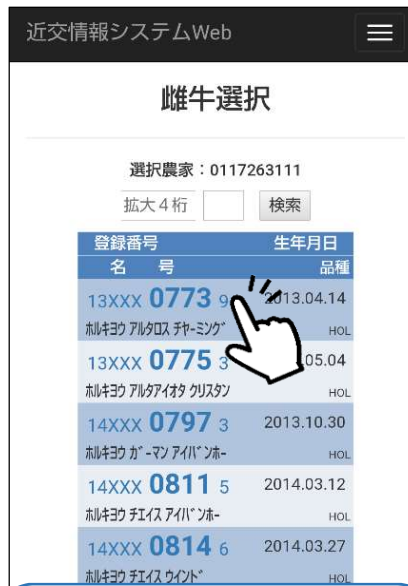 近交情報システムWeb
雌牛選択
選択農家：0117263111
拡大4桁 検索
登録番号 生年月日
名 号 品種
13XXX 0773 9 2013.04.14
ホルキヨウ アルタロス チヤーミング HOL
13XXX 0775 3 .05.04
ホルキヨウ アルタアイオタ クリスタン HOL
14XXX 0797 3 2013.10.30
ホルキヨウ ガーマン アイバンホー HOL
14XXX 0811 5 2014.03.12
ホルキヨウ チエイス アイバンホー HOL
14XXX 0814 6 2014.03.27
ホルキヨウ チエイス ウインド HOL